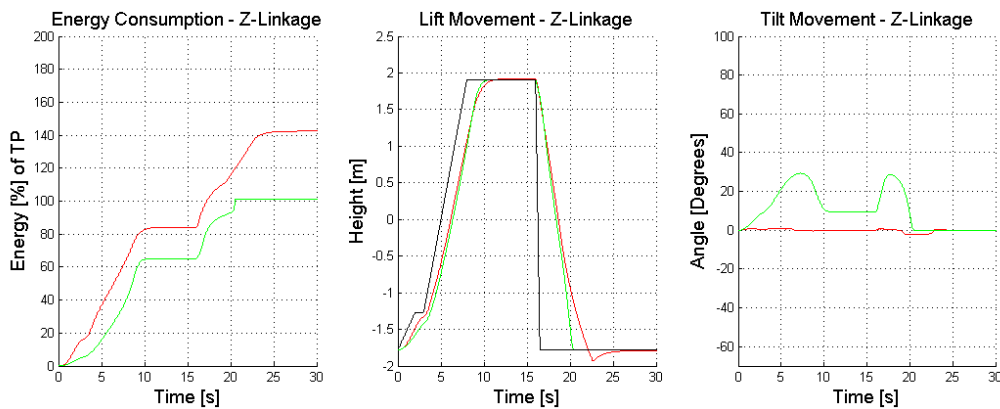 Energy Consumption - Z-Linkage
Energy [%] of TP
200
180
160
140
120
100
80
60
40
20
0
0 5 10 15 20 25 30
Time [s]
Lift Movement - Z-Linkage
Height [m]
2.5
2
1.5
1
0.5
0
-0.5
-1
-1.5
-2
0 5 10 15 20 25 30
Time [s]
Tilt Movement - Z-Linkage
Angle [Degrees]
80
60
40
20
0
-20
-40
-60
0 5 10 15 20 25 30
Time [s]